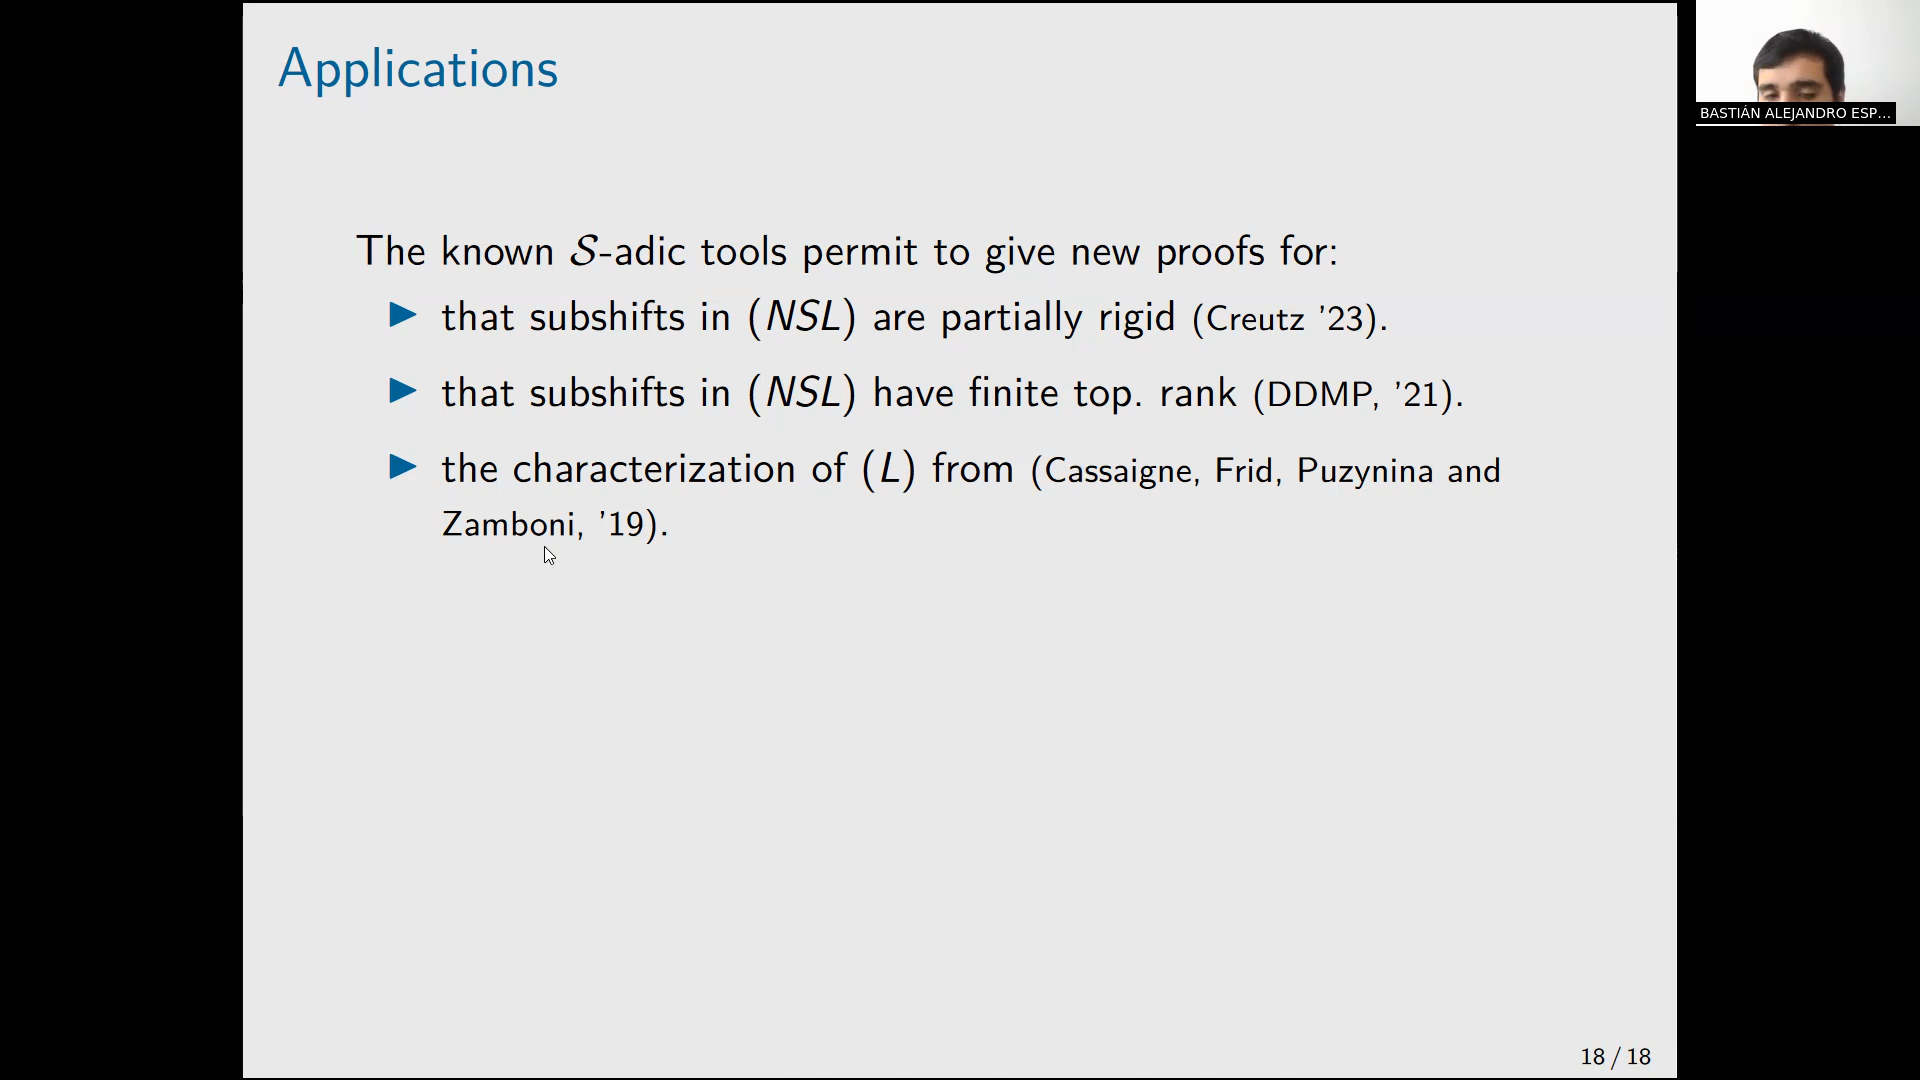 Applications
BASTIÁN ALEJANDRO ESP...
The known 𝒮-adic tools permit to give new proofs for:
▶ that subshifts in (NSL) are partially rigid (Creutz '23).
▶ that subshifts in (NSL) have finite top. rank (DDMP, '21).
▶ the characterization of (L) from (Cassaigne, Frid, Puzynina and
Zamboni, '19).
18 / 18